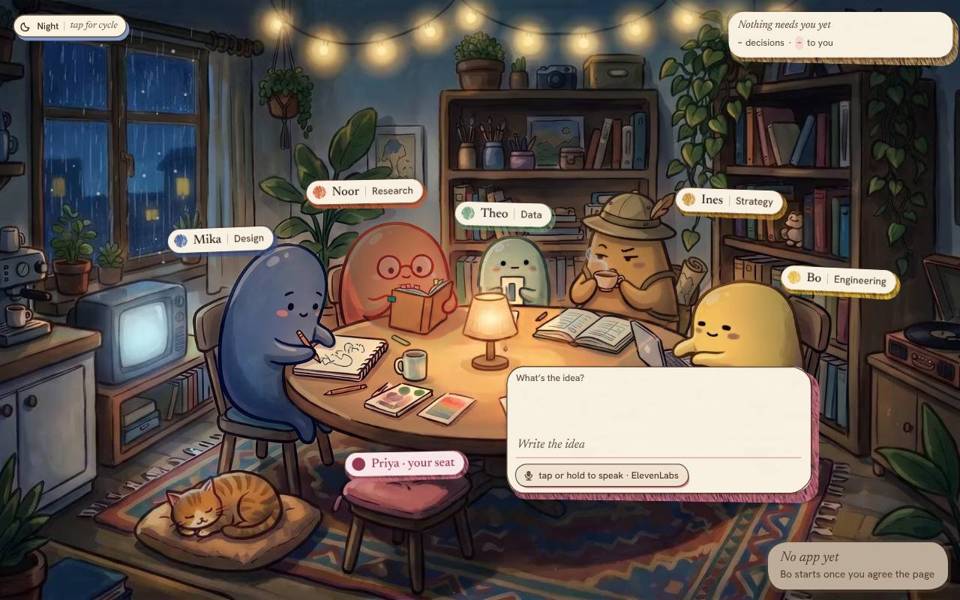 Night | tap for cycle
Nothing needs you yet
- decisions · - to you
Noor | Research
Theo | Data
Ines | Strategy
Mika | Design
Bo | Engineering
What's the idea?
Write the idea
tap or hold to speak · ElevenLabs
Priya · your seat
No app yet
Bo starts once you agree the page